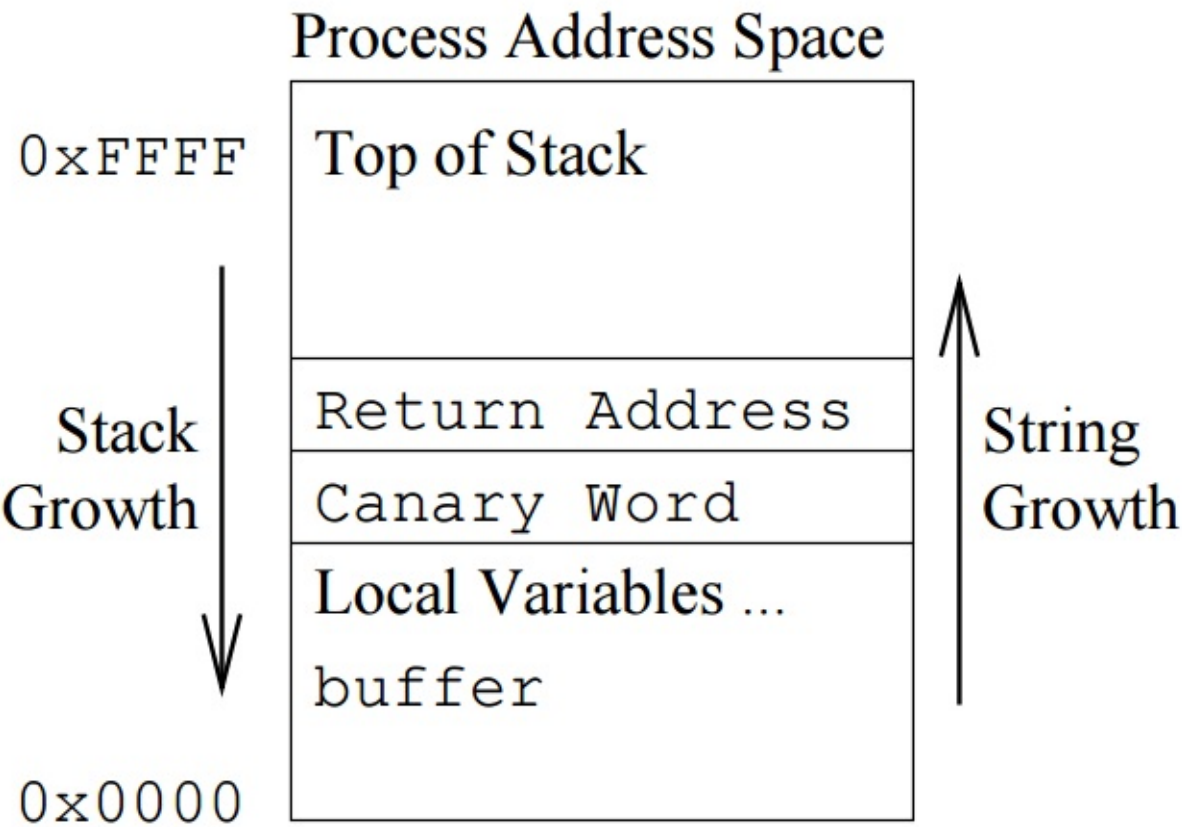 Process Address Space
0xFFFF
Top of Stack
Return Address
Stack
Growth
String
Growth
Canary Word
Local Variables ...
buffer
0x0000